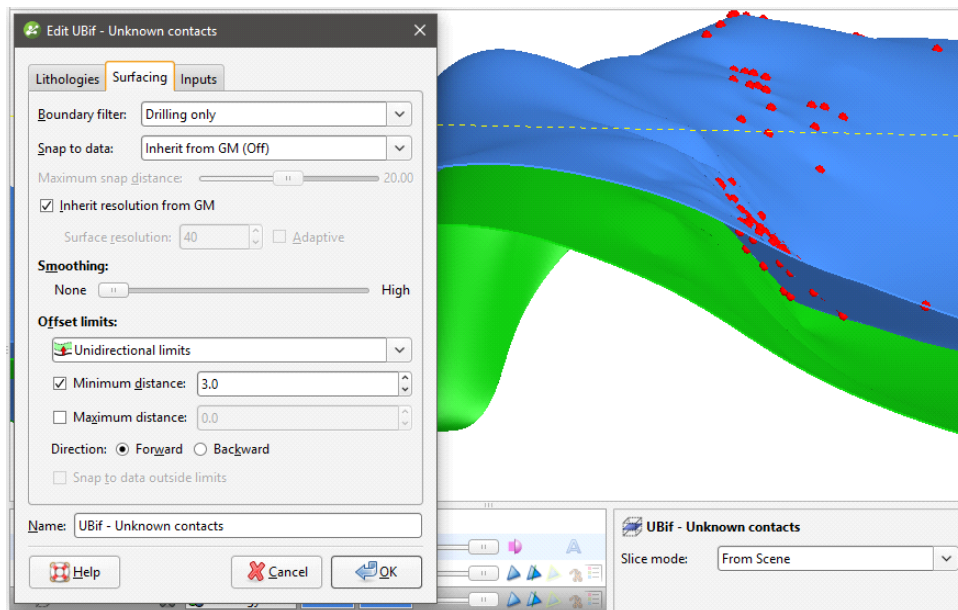 Edit UBif - Unknown contacts
Lithologies Surfacing Inputs
Boundary filter: Drilling only
Snap to data: Inherit from GM (Off)
Maximum snap distance: 20.00
Inherit resolution from GM
Surface resolution: 40 Adaptive
Smoothing:
None High
Offset limits:
Unidirectional limits
Minimum distance: 3.0
Maximum distance: 0.0
Direction: Forward Backward
Snap to data outside limits
Name: UBif - Unknown contacts
Help Cancel OK
UBif - Unknown contacts
Slice mode: From Scene